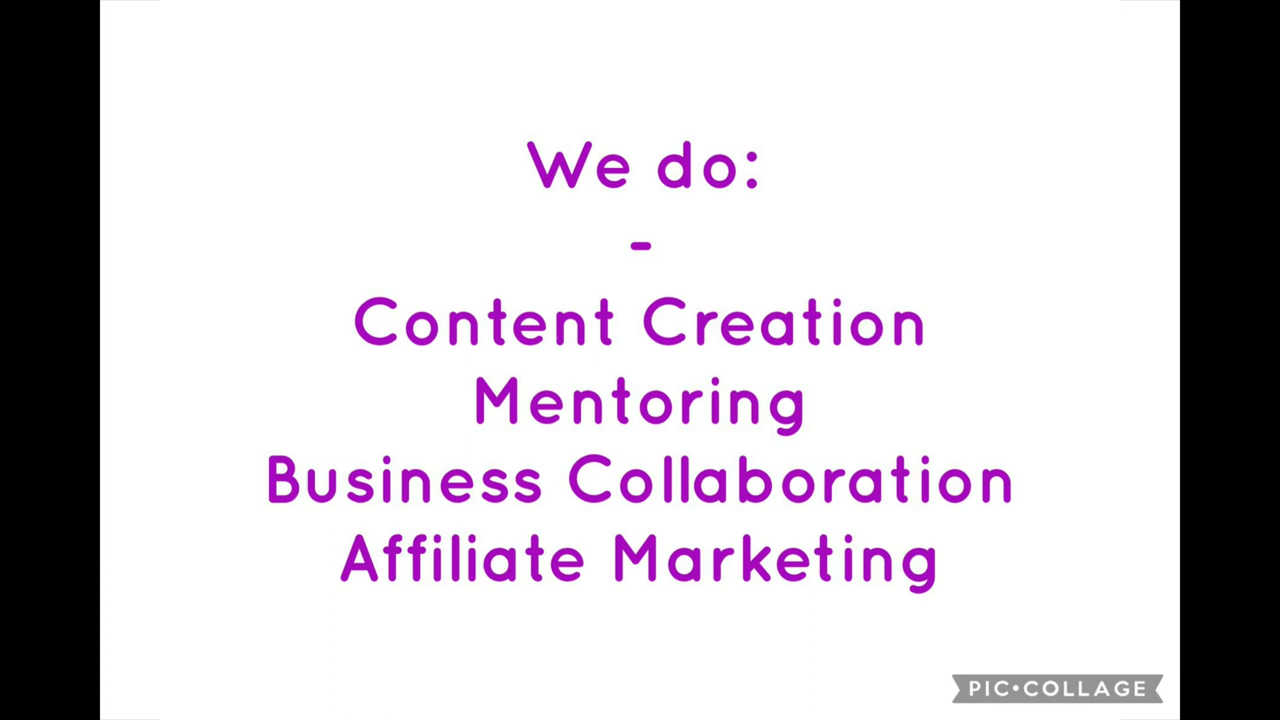 We do:
-
Content Creation
Mentoring
Business Collaboration
Affiliate Marketing
PIC•COLLAGE